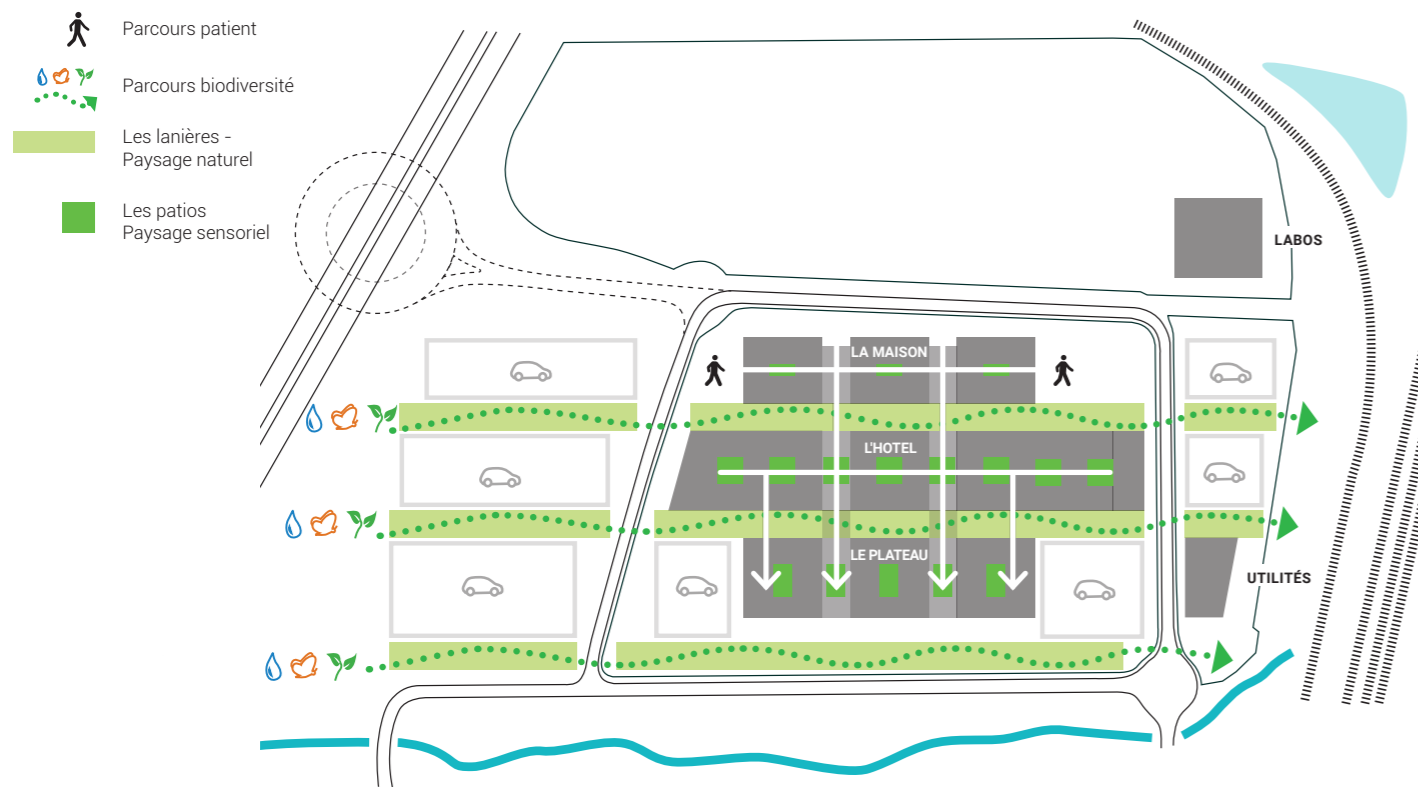 Parcours patient
Parcours biodiversité
Les lanières -
Paysage naturel
Les patios
Paysage sensoriel
LABOS
LA MAISON
L'HOTEL
LE PLATEAU
UTILITÉS